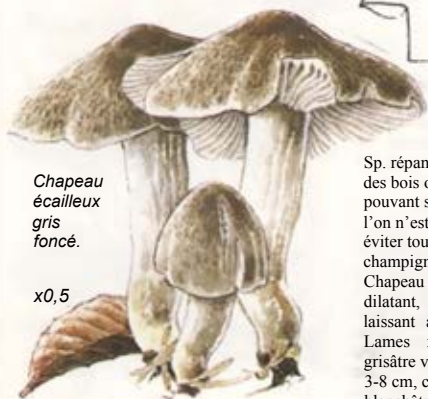 Chapeau
écailleux
gris
foncé.
x0,5
Sp. répan
des bois
pouvant s
l'on n'est
éviter tou
champign
Chapeau
dilatant,
laissant a
Lames
grisâtre v
3-8 cm, c